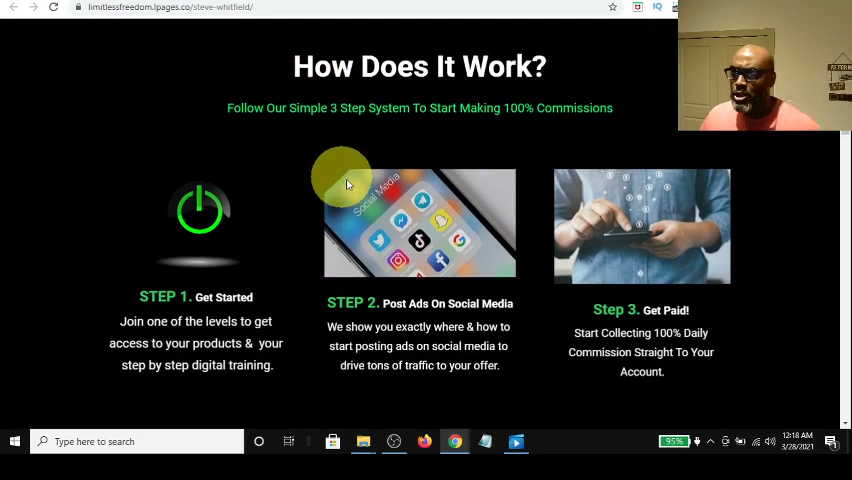 limitlessfreedom.lpages.co/steve-whitfield/
How Does It Work?
Follow Our Simple 3 Step System To Start Making 100% Commissions
Social Media
STEP 1. Get Started
Join one of the levels to get
access to your products & your
step by step digital training.
STEP 2. Post Ads On Social Media
We show you exactly where & how to
start posting ads on social media to
drive tons of traffic to your offer.
Step 3. Get Paid!
Start Collecting 100% Daily
Commission Straight To Your
Account.
Type here to search
95%
12:18 AM
3/28/2021